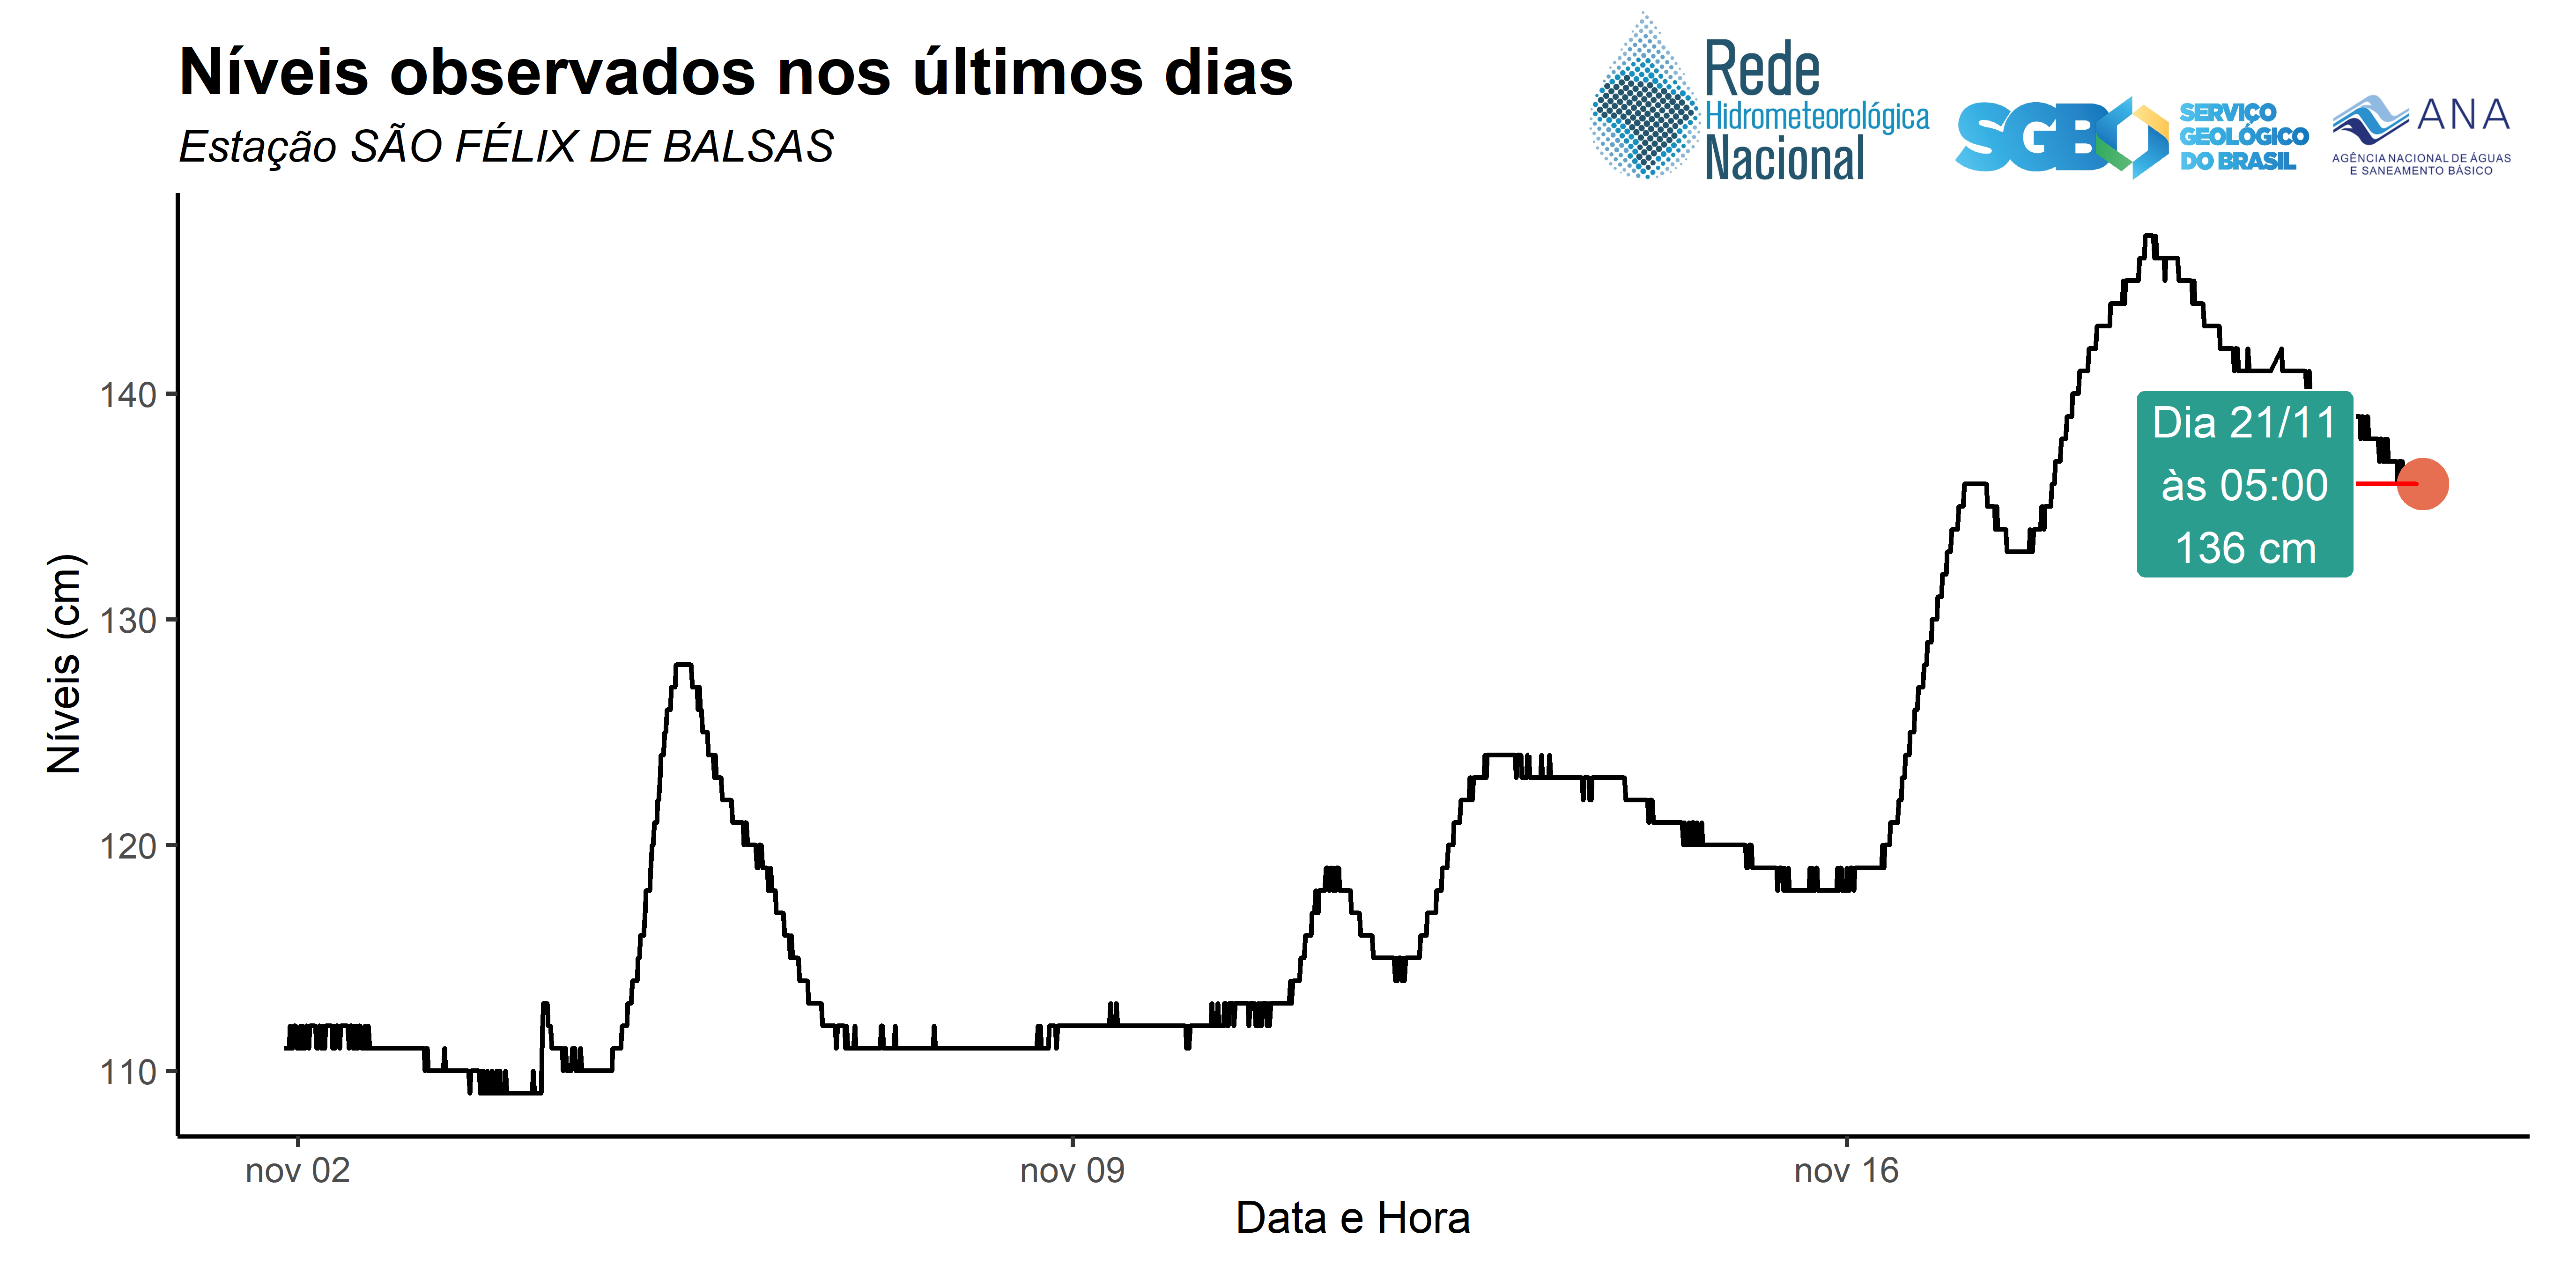 Níveis observados nos últimos dias
Estação SÃO FÉLIX DE BALSAS
Rede
Hidrometeorológica
Nacional
SGB
SERVIÇO
GEOLÓGICO
DO BRASIL
ANA
AGÊNCIA NACIONAL DE ÁGUAS
E SANEAMENTO BÁSICO
Níveis (cm)
140
130
120
110
Dia 21/11
às 05:00
136 cm
nov 02
nov 09
nov 16
Data e Hora